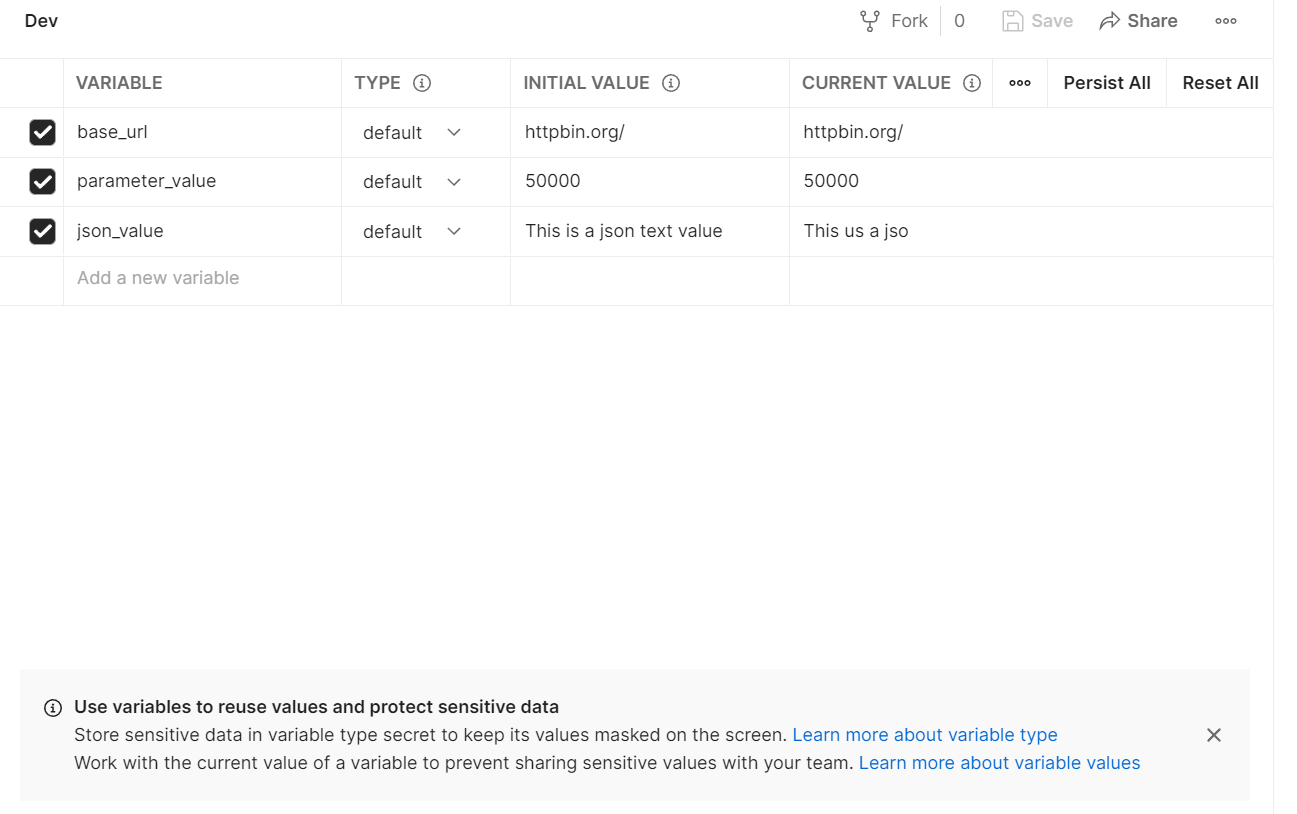 Dev Fork 0 Save Share
VARIABLE TYPE INITIAL VALUE CURRENT VALUE Persist All Reset All
base_url default httpbin.org/ httpbin.org/
parameter_value default 50000 50000
json_value default This is a json text value This us a jso
Add a new variable
Use variables to reuse values and protect sensitive data
Store sensitive data in variable type secret to keep its values masked on the screen. Learn more about variable type
Work with the current value of a variable to prevent sharing sensitive values with your team. Learn more about variable values